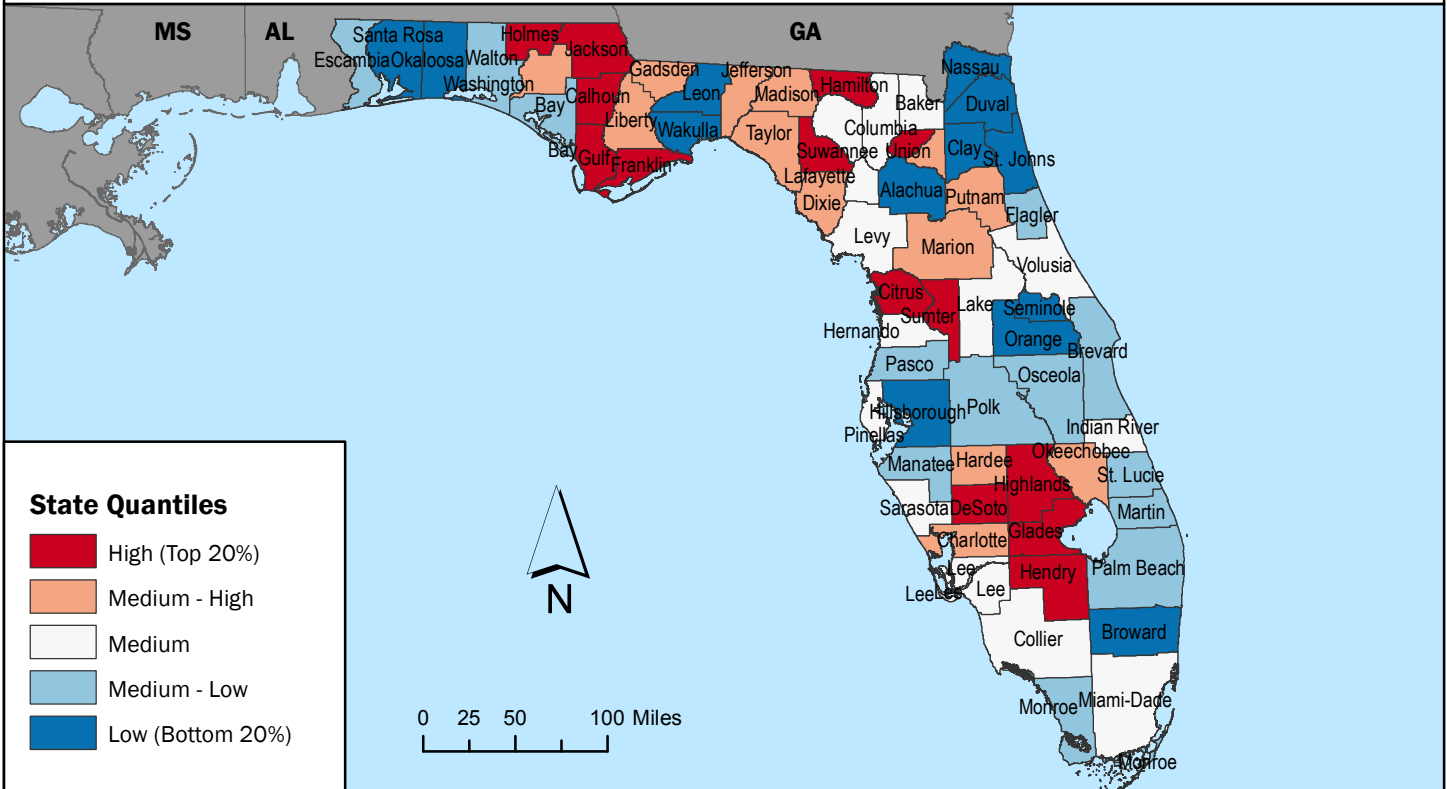 MS
AL
GA
Santa Rosa
Holmes
Escambia
Okaloosa
Walton
Jackson
Washington
Gadsden
Jefferson
Nassau
Leon
Madison
Hamilton
Bay
Calhoun
Baker
Duval
Liberty
Wakulla
Taylor
Columbia
Bay
Gulf
Franklin
Suwannee
Union
Clay
St. Johns
Lafayette
Alachua
Dixie
Putnam
Flagler
Levy
Marion
Volusia
Citrus
Sumter
Lake
Seminole
Hernando
Orange
Brevard
Pasco
Osceola
Hillsborough
Polk
Pinellas
Indian River
Manatee
Hardee
Okeechobee
Highlands
St. Lucie
Sarasota
DeSoto
Martin
Charlotte
Glades
Lee
Hendry
Palm Beach
Lee
Lee
Lee
Collier
Broward
Monroe
Miami-Dade
Monroe
State Quantiles
High (Top 20%)
Medium - High
Medium
Medium - Low
Low (Bottom 20%)
N
0 25 50 100 Miles